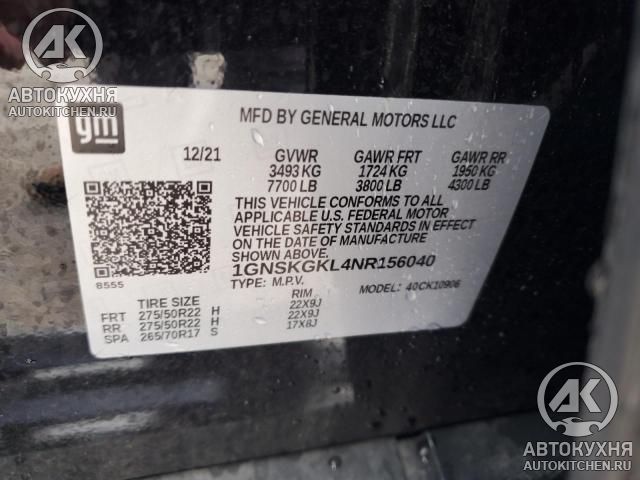 АК
АВТОКУХНЯ
AUTOKITCHEN.RU
gm
MFD BY GENERAL MOTORS LLC
12/21 GVWR GAWR FRT GAWR RR
3493 KG 1724 KG 1950 KG
7700 LB 3800 LB 4300 LB
THIS VEHICLE CONFORMS TO ALL
APPLICABLE U.S. FEDERAL MOTOR
VEHICLE SAFETY STANDARDS IN EFFECT
ON THE DATE OF MANUFACTURE
1GNSKGKL4NR156040
8555 TYPE: M.P.V. MODEL: 40CK10906
TIRE SIZE RIM
FRT 275/50R22 H 22X9J
RR 275/50R22 H 22X9J
SPA 265/70R17 S 17X8J
АК
АВТОКУХНЯ
AUTOKITCHEN.RU